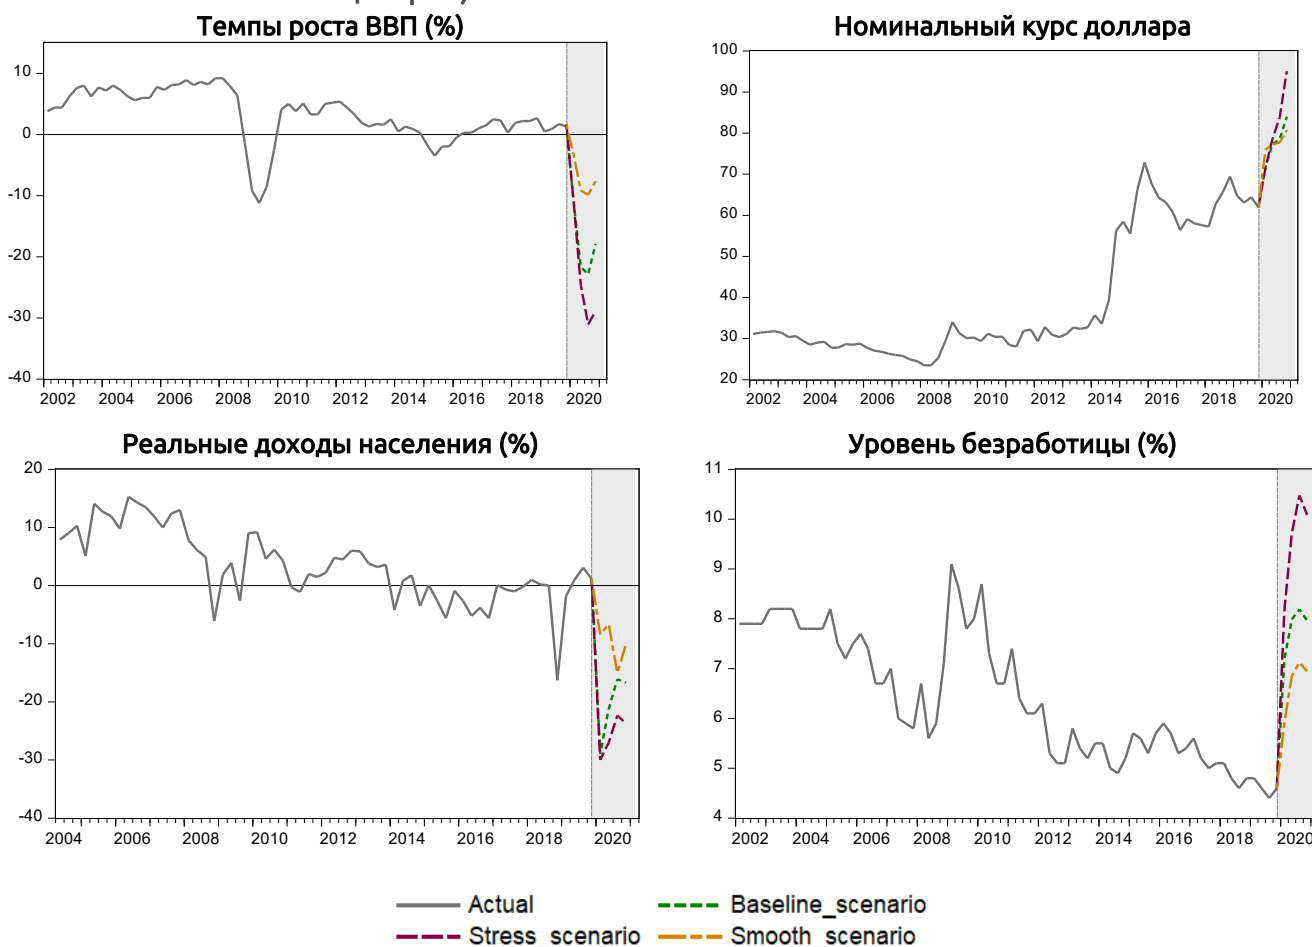 Темпы роста ВВП (%)
Номинальный курс доллара
10
0
-10
-20
-30
-40
2002 2004 2006 2008 2010 2012 2014 2016 2018 2020
100
90
80
70
60
50
40
30
20
2002 2004 2006 2008 2010 2012 2014 2016 2018 2020
Реальные доходы населения (%)
Уровень безработицы (%)
20
10
0
-10
-20
-30
-40
2004 2006 2008 2010 2012 2014 2016 2018 2020
11
10
9
8
7
6
5
4
2002 2004 2006 2008 2010 2012 2014 2016 2018 2020
Actual
Baseline_scenario
Stress_scenario
Smooth_scenario